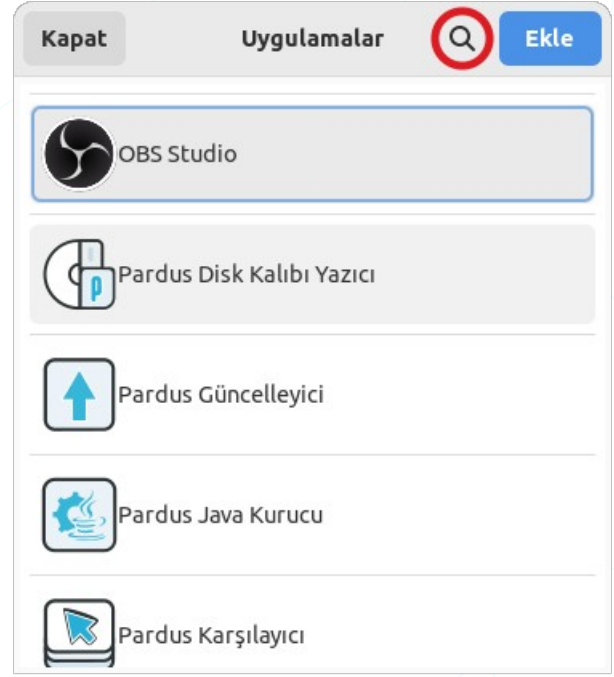 Kapat Uygulamalar Ekle
OBS Studio
Pardus Disk Kalıbı Yazıcı
Pardus Güncelleyici
Pardus Java Kurucu
Pardus Karşılayıcı